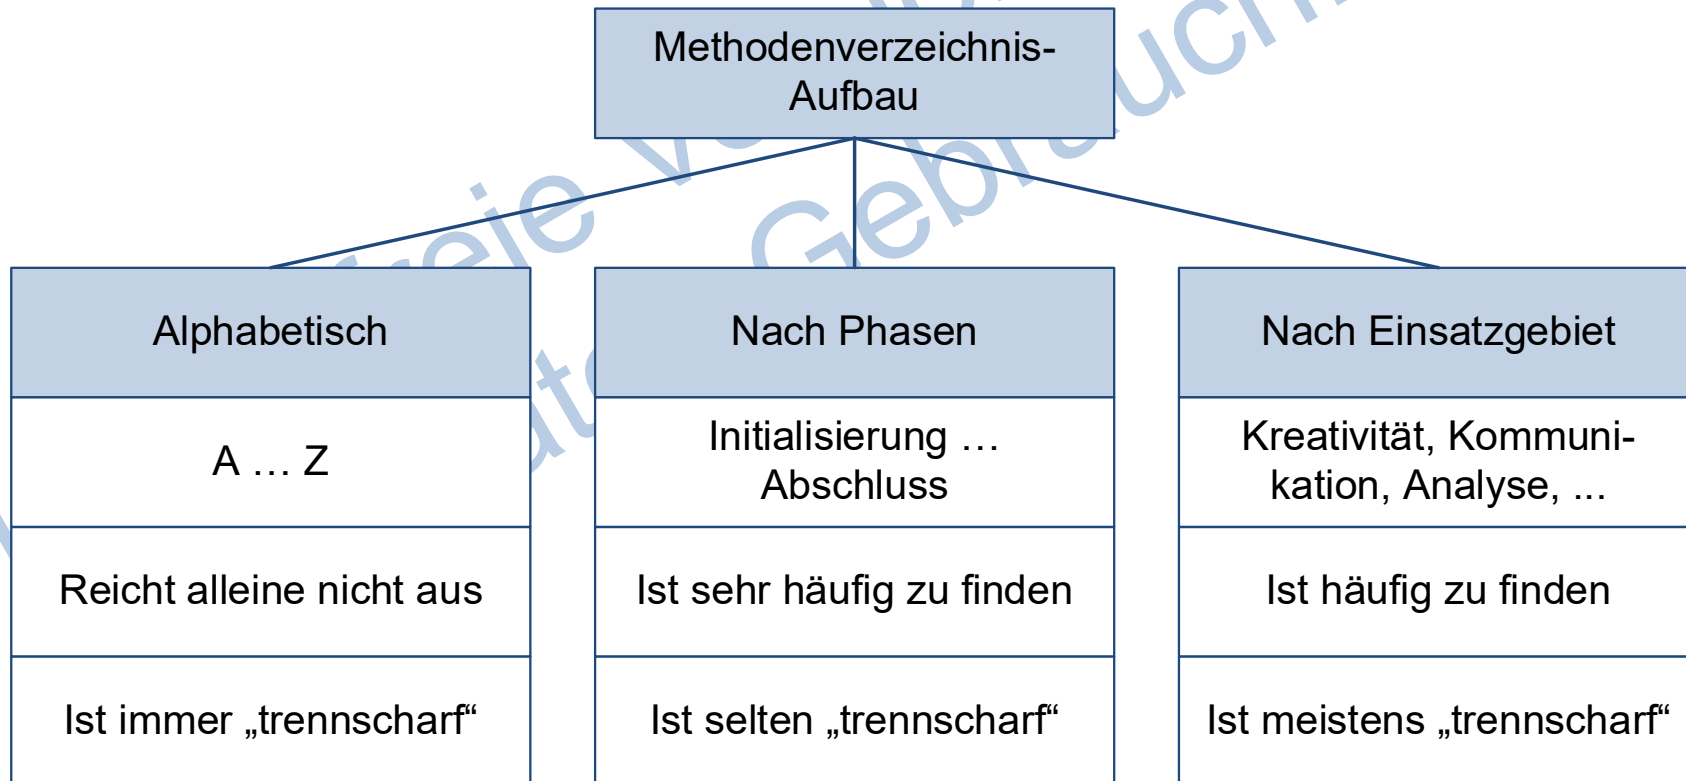 Methodenverzeichnis-
Aufbau
Alphabetisch
Nach Phasen
Nach Einsatzgebiet
A … Z
Initialisierung …
Abschluss
Kreativität, Kommuni-
kation, Analyse, ...
Reicht alleine nicht aus
Ist sehr häufig zu finden
Ist häufig zu finden
Ist immer „trennscharf“
Ist selten „trennscharf“
Ist meistens „trennscharf“